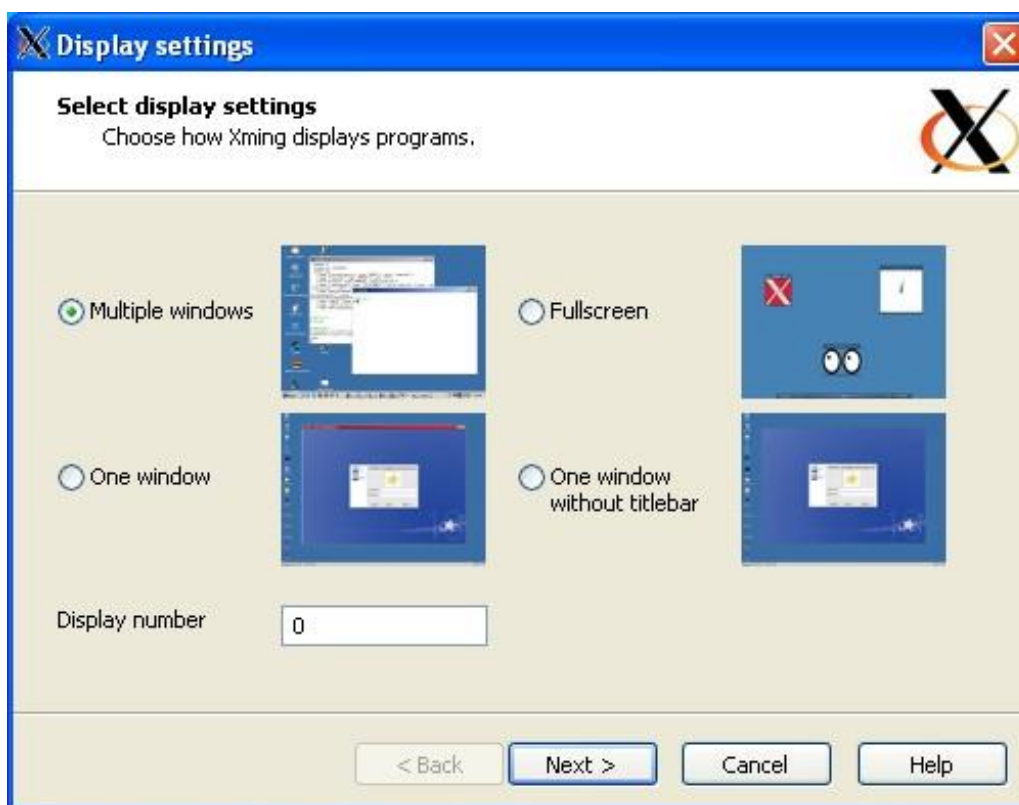 Display settings
Select display settings
Choose how Xming displays programs.
Multiple windows
Fullscreen
One window
One window
without titlebar
Display number
0
< Back
Next >
Cancel
Help